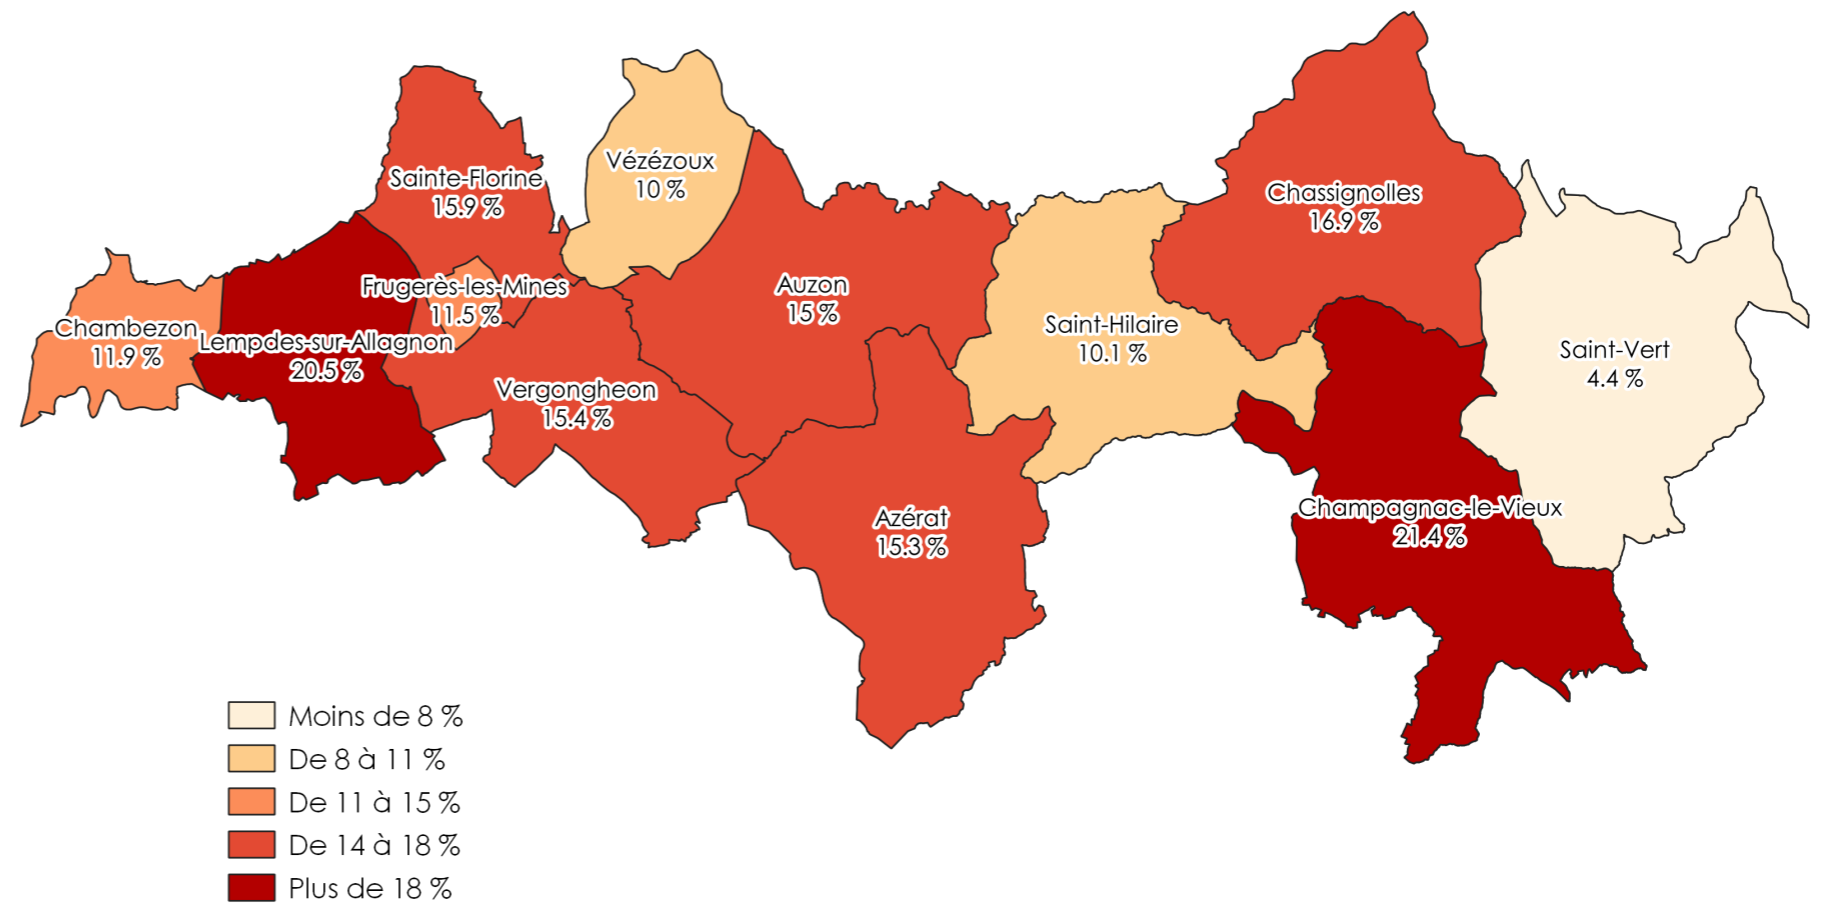 Vézézoux
10 %
Sainte-Florine
15.9 %
Chassignolles
16.9 %
Frugerès-les-Mines
11.5 %
Auzon
15 %
Chambezon
11.9 %
Lempdes-sur-Allagnon
20.5 %
Saint-Hilaire
10.1 %
Saint-Vert
4.4 %
Vergongheon
15.4 %
Azérat
15.3 %
Champagnac-le-Vieux
21.4 %
Moins de 8 %
De 8 à 11 %
De 11 à 15 %
De 14 à 18 %
Plus de 18 %